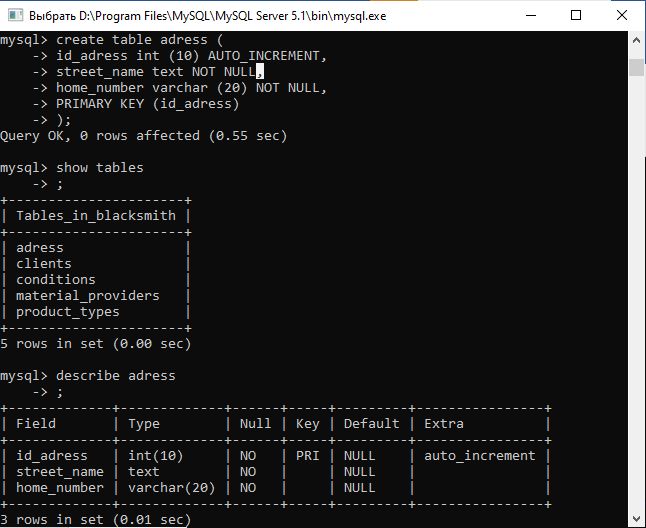 Выбрать D:\Program Files\MySQL\MySQL Server 5.1\bin\mysql.exe
mysql> create table adress (
    -> id_adress int (10) AUTO_INCREMENT,
    -> street_name text NOT NULL,
    -> home_number varchar (20) NOT NULL,
    -> PRIMARY KEY (id_adress)
    -> );
Query OK, 0 rows affected (0.55 sec)
mysql> show tables
    -> ;
+----------------------+
| Tables_in_blacksmith |
+----------------------+
| adress               |
| clients              |
| conditions           |
| material_providers   |
| product_types        |
+----------------------+
5 rows in set (0.00 sec)
mysql> describe adress
    -> ;
+-------------+-------------+------+-----+---------+----------------+
| Field       | Type        | Null | Key | Default | Extra          |
+-------------+-------------+------+-----+---------+----------------+
| id_adress   | int(10)     | NO   | PRI | NULL    | auto_increment |
| street_name | text        | NO   |     | NULL    |                |
| home_number | varchar(20) | NO   |     | NULL    |                |
+-------------+-------------+------+-----+---------+----------------+
3 rows in set (0.01 sec)